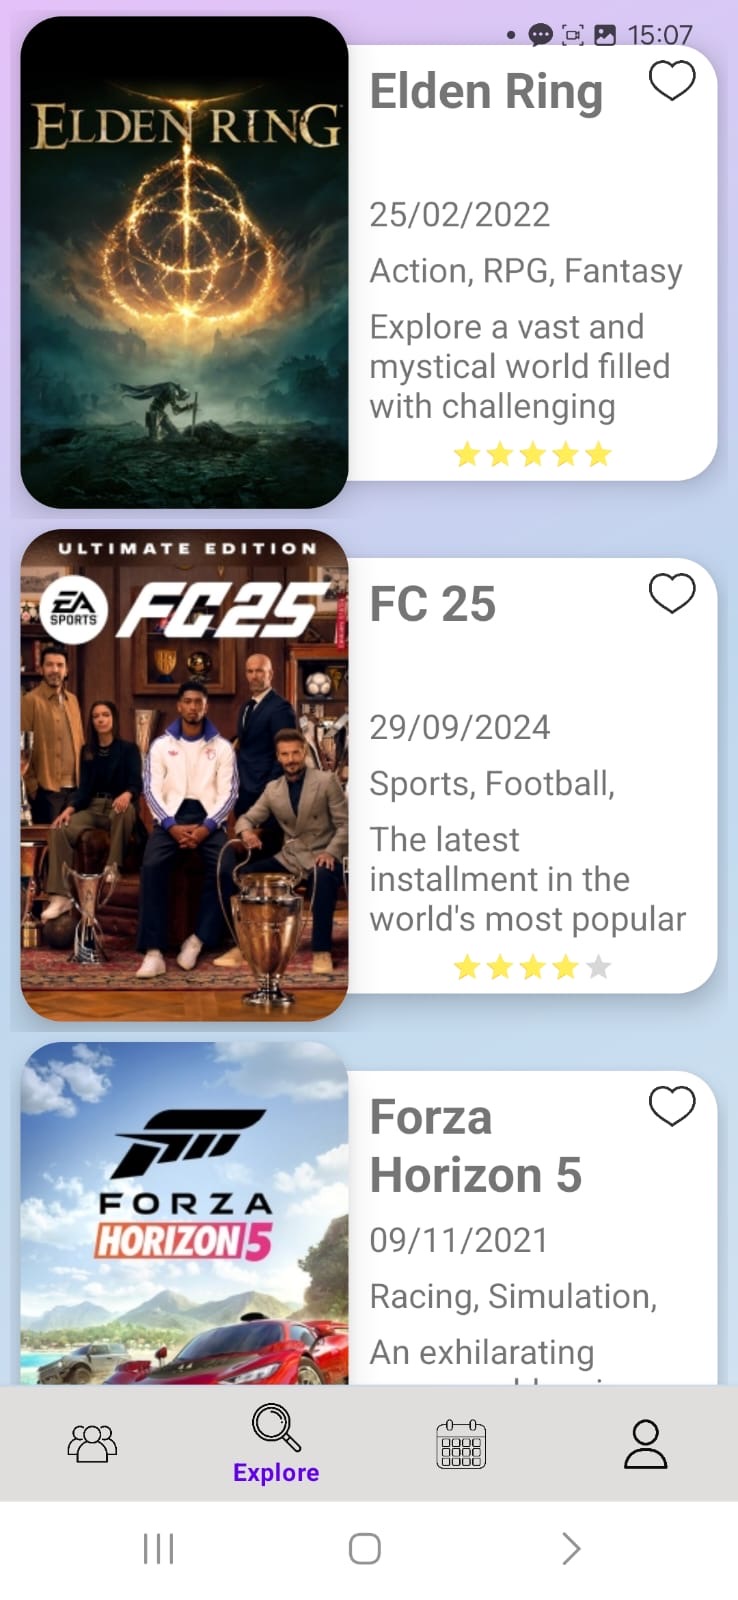 15:07
ELDEN RING
Elden Ring
25/02/2022
Action, RPG, Fantasy
Explore a vast and
mystical world filled
with challenging
ULTIMATE EDITION
EA
SPORTS
FC25
FC 25
29/09/2024
Sports, Football,
The latest
installment in the
world's most popular
FORZA
HORIZON 5
Forza
Horizon 5
09/11/2021
Racing, Simulation,
An exhilarating
Explore